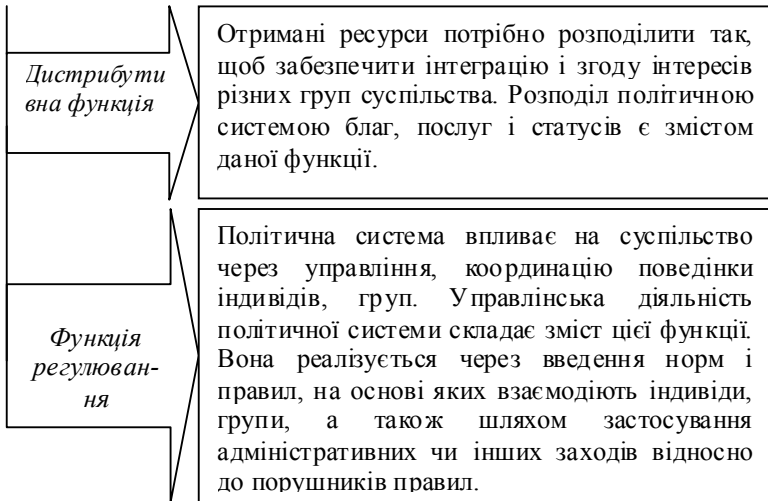 Дистрибути
вна функція
Отримані ресурси потрібно розподілити так,
щоб забезпечити інтеграцію і згоду інтересів
різних груп суспільства. Розподіл політичною
системою благ, послуг і статусів є змістом
даної функції.
Функція
регулюван-
ня
Політична система впливає на суспільство
через управління, координацію поведінки
індивідів, груп. Управлінська діяльність
політичної системи складає зміст цієї функції.
Вона реалізується через введення норм і
правил, на основі яких взаємодіють індивіди,
групи, а також шляхом застосування
адміністративних чи інших заходів відносно
до порушників правил.